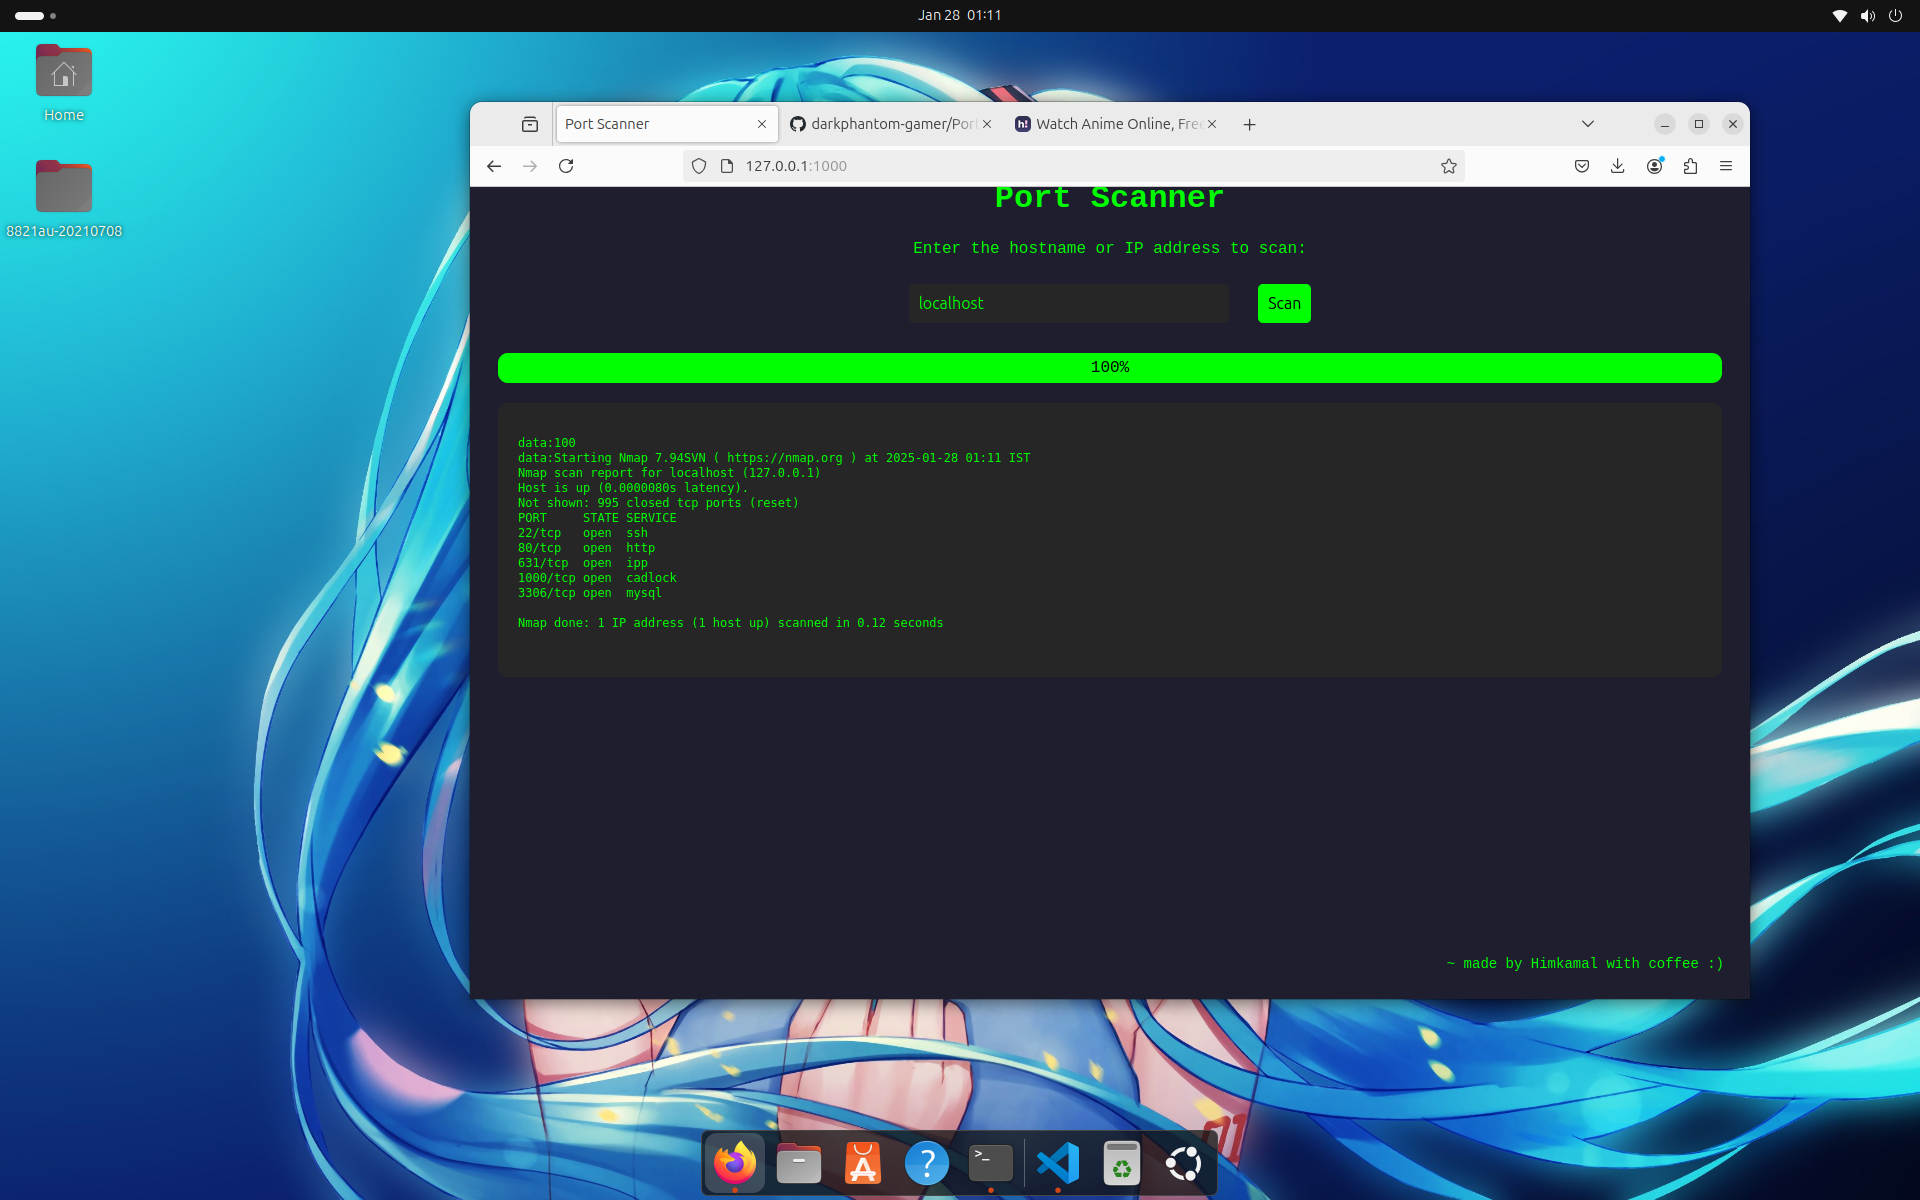 Jan 28 01:11
Home
8821au-20210708
Port Scanner
darkphantom-gamer/Por
h!
Watch Anime Online, Free
127.0.0.1:1000
Port Scanner
Enter the hostname or IP address to scan:
localhost
Scan
100%
data:100
data:Starting Nmap 7.94SVN ( https://nmap.org ) at 2025-01-28 01:11 IST
Nmap scan report for localhost (127.0.0.1)
Host is up (0.0000080s latency).
Not shown: 995 closed tcp ports (reset)
PORT     STATE SERVICE
22/tcp   open  ssh
80/tcp   open  http
631/tcp  open  ipp
1000/tcp open  cadlock
3306/tcp open  mysql
Nmap done: 1 IP address (1 host up) scanned in 0.12 seconds
~ made by Himkamal with coffee :)